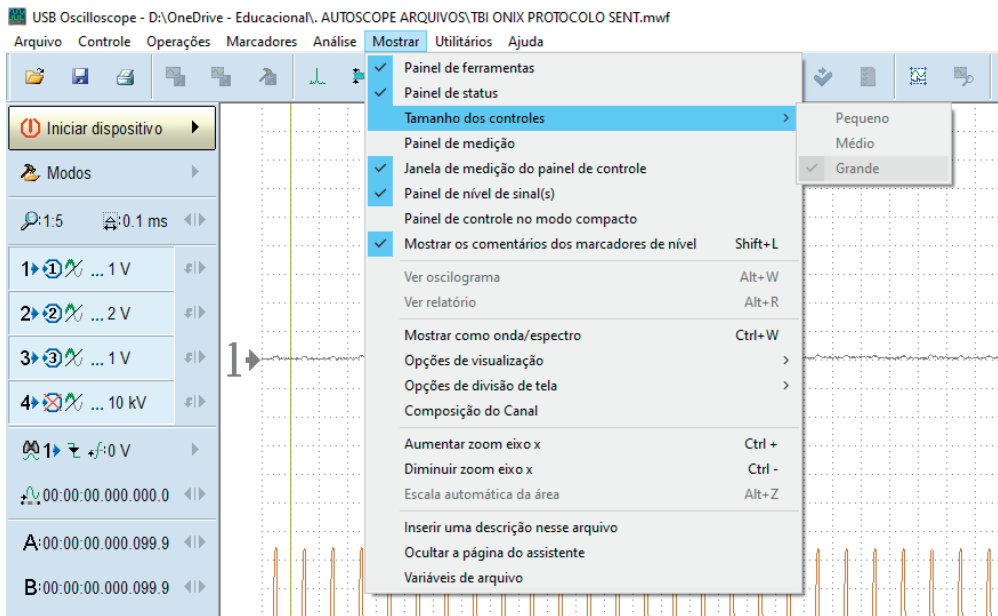 USB Oscilloscope - D:\OneDrive - Educacional\. AUTOSCOPE ARQUIVOS\TBI ONIX PROTOCOLO SENT.mwf
Arquivo Controle Operações Marcadores Análise Mostrar Utilitários Ajuda
Painel de ferramentas
Painel de status
Tamanho dos controles
Pequeno
Médio
Grande
Painel de medição
Janela de medição do painel de controle
Painel de nível de sinal(s)
Painel de controle no modo compacto
Mostrar os comentários dos marcadores de nível Shift+L
Ver oscilograma Alt+W
Ver relatório Alt+R
Mostrar como onda/espectro Ctrl+W
Opções de visualização
Opções de divisão de tela
Composição do Canal
Aumentar zoom eixo x Ctrl +
Diminuir zoom eixo x Ctrl -
Escala automática da área Alt+Z
Inserir uma descrição nesse arquivo
Ocultar a página do assistente
Variáveis de arquivo
Iniciar dispositivo
Modos
:1:5 :0.1 ms
1 1 ... 1 V
2 2 ... 2 V
3 3 ... 1 V
4 ... 10 kV
1 f:0 V
00:00:00.000.000.0
A:00:00:00.000.099.9
B:00:00:00.000.099.9
1